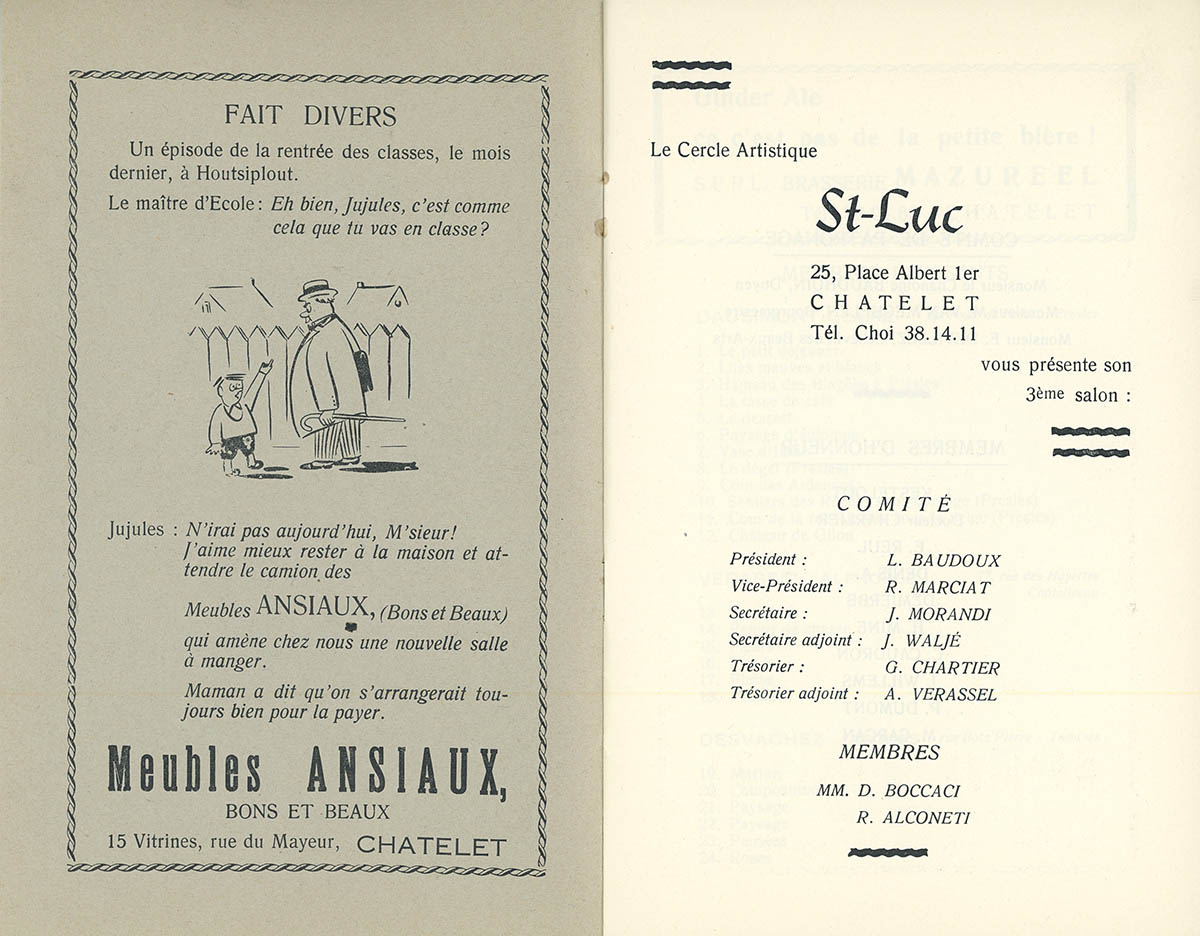 FAIT DIVERS
Un épisode de la rentrée des classes, le mois
dernier, à Houtsiplout.
Le maître d'Ecole : Eh bien, Jujules, c'est comme
cela que tu vas en classe ?
Jujules : N'irai pas aujourd'hui, M'sieur !
J'aime mieux rester à la maison et at-
tendre le camion des
Meubles ANSIAUX, (Bons et Beaux)
qui amène chez nous une nouvelle salle
à manger.
Maman a dit qu'on s'arrangerait tou-
jours bien pour la payer.
Meubles ANSIAUX,
BONS ET BEAUX
15 Vitrines, rue du Mayeur, CHATELET
Le Cercle Artistique
St-Luc
25, Place Albert 1er
CHATELET
Tél. Choi 38.14.11
vous présente son
3ème salon :
COMITÉ
Président : L. BAUDOUX
Vice-Président : R. MARCIAT
Secrétaire : J. MORANDI
Secrétaire adjoint : J. WALJÉ
Trésorier : G. CHARTIER
Trésorier adjoint : A. VERASSEL
MEMBRES
MM. D. BOCCACI
R. ALCONETI